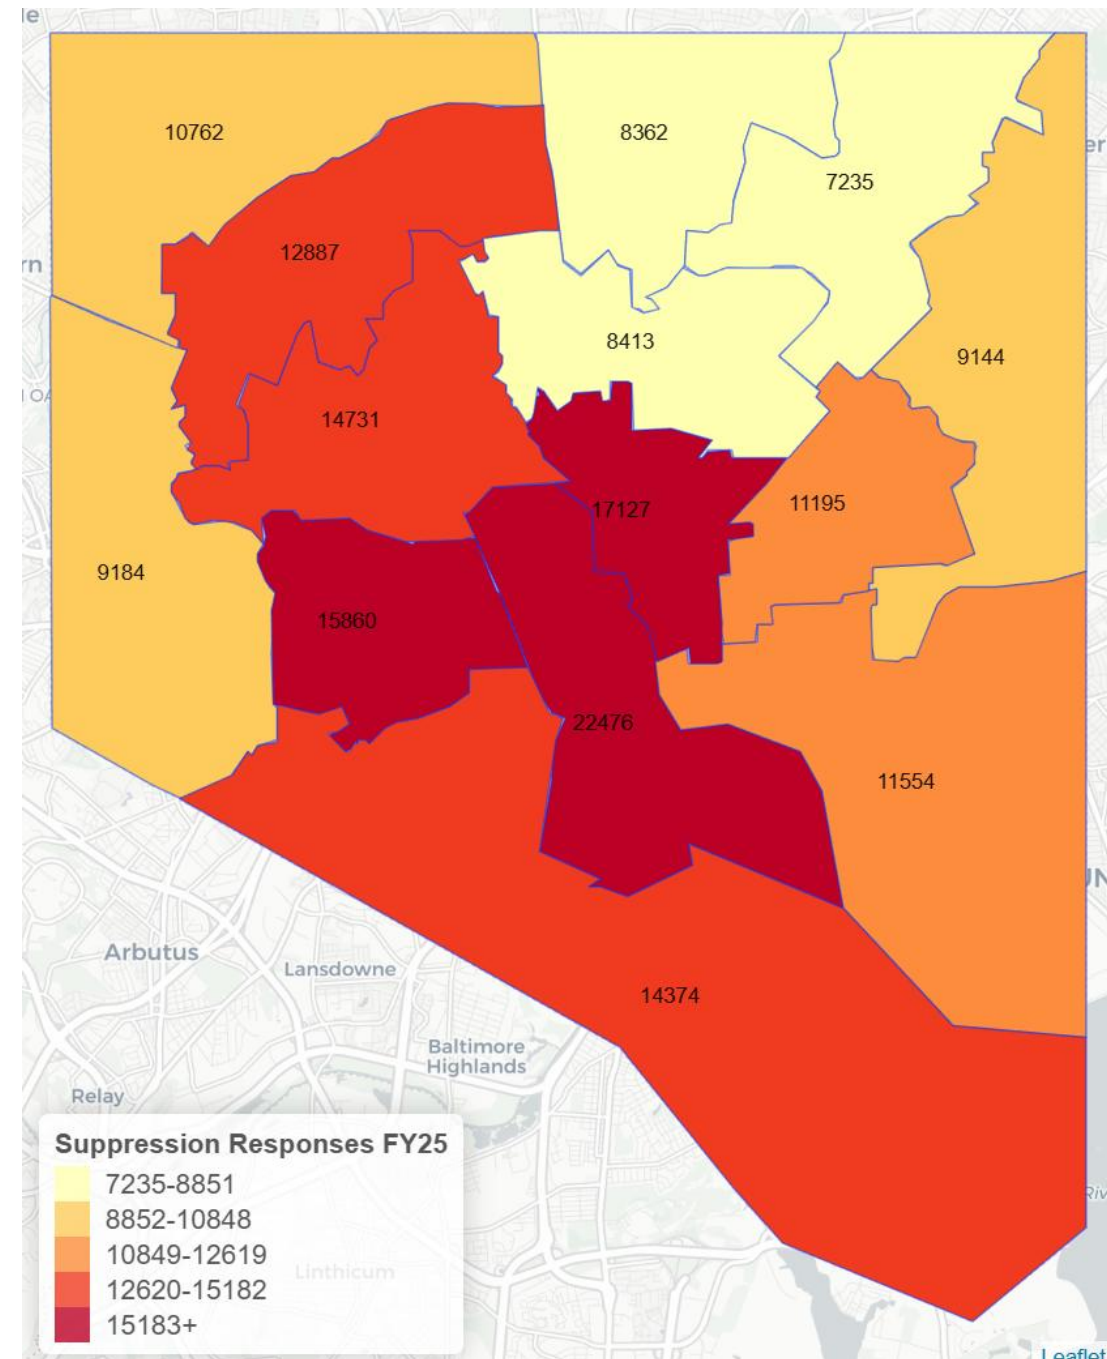 10762
8362
7235
12887
8413
9144
14731
17127
11195
9184
15860
22476
11554
Arbutus
Lansdowne
14374
Baltimore
Highlands
Relay
Suppression Responses FY25
7235-8851
8852-10848
10849-12619
12620-15182
15183+
Linthicum
Leaflet